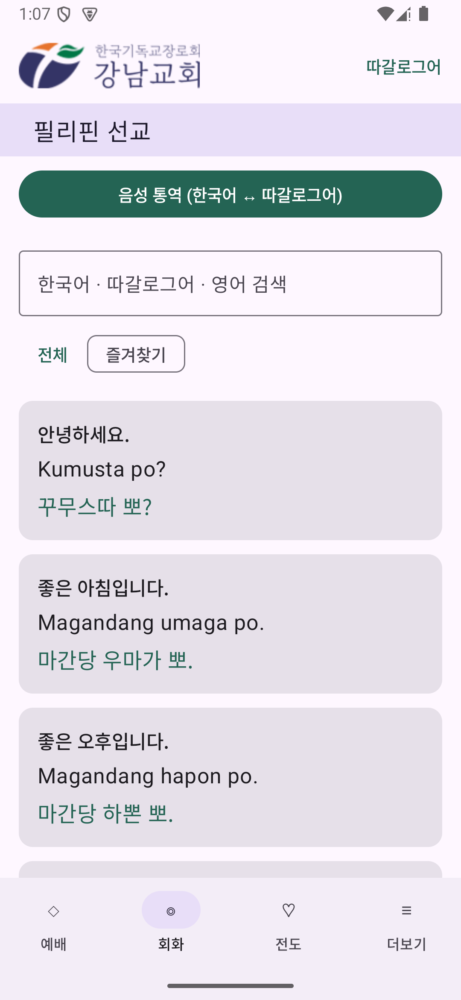 1:07
한국기독교장로회
강남교회
따갈로그어
필리핀 선교
음성 통역 (한국어 ↔ 따갈로그어)
한국어 · 따갈로그어 · 영어 검색
전체
즐겨찾기
안녕하세요.
Kumusta po?
꾸무스따 뽀?
좋은 아침입니다.
Magandang umaga po.
마간당 우마가 뽀.
좋은 오후입니다.
Magandang hapon po.
마간당 하뽄 뽀.
예배
회화
전도
더보기